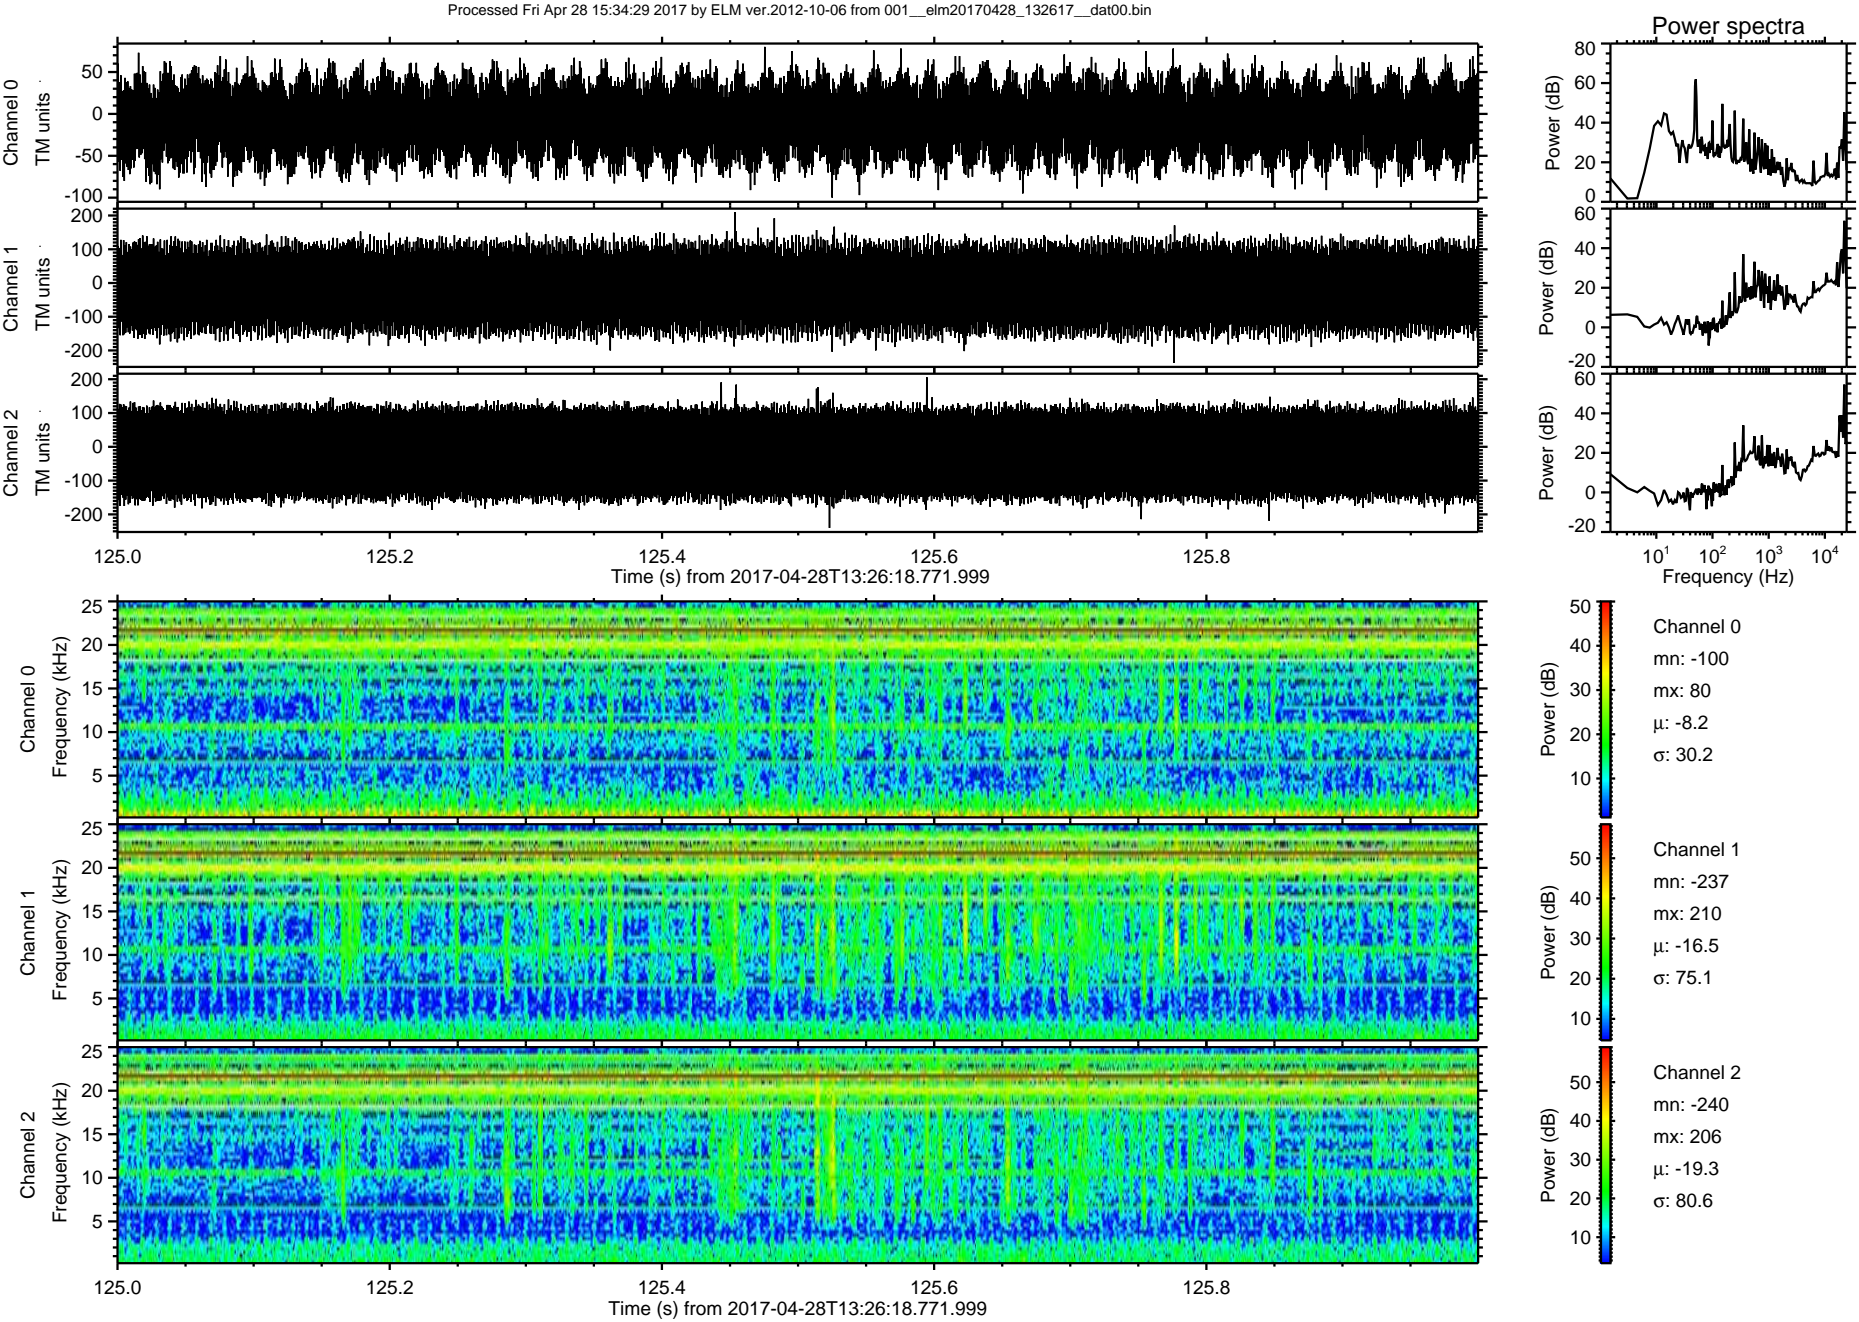 Processed Fri Apr 28 15:34:29 2017 by ELM ver.2012-10-06 from 001__elm20170428_132617__dat00.bin
Power spectra
Channel 0
TM units
50
0
-50
-100
Power (dB)
80
60
40
20
0
Channel 1
TM units
200
100
0
-100
-200
Power (dB)
60
40
20
0
-20
Channel 2
TM units
200
100
0
-100
-200
Power (dB)
60
40
20
0
-20
125.0 125.2 125.4 125.6 125.8
Time (s) from 2017-04-28T13:26:18.771.999
10^1 10^2 10^3 10^4
Frequency (Hz)
Channel 0
Frequency (kHz)
25
20
15
10
5
Power (dB)
50
40
30
20
10
Channel 0
mn: -100
mx: 80
μ: -8.2
σ: 30.2
Channel 1
Frequency (kHz)
25
20
15
10
5
Power (dB)
50
40
30
20
10
Channel 1
mn: -237
mx: 210
μ: -16.5
σ: 75.1
Channel 2
Frequency (kHz)
25
20
15
10
5
Power (dB)
50
40
30
20
10
Channel 2
mn: -240
mx: 206
μ: -19.3
σ: 80.6
125.0 125.2 125.4 125.6 125.8
Time (s) from 2017-04-28T13:26:18.771.999